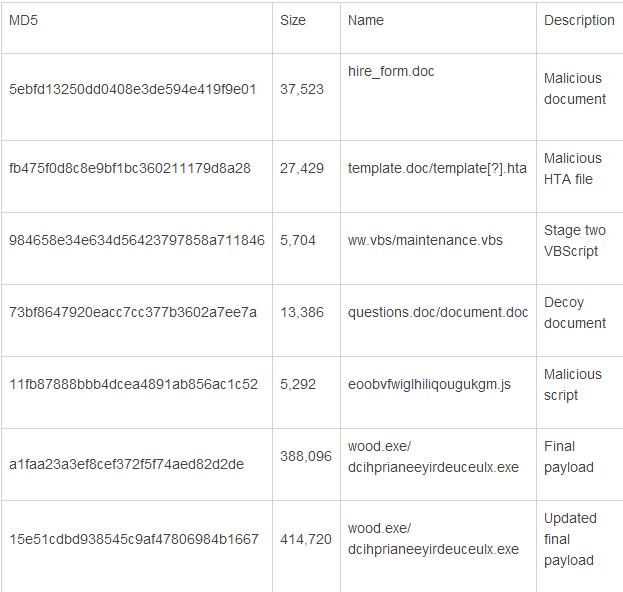 MD5 Size Name Description
5ebfd13250dd0408e3de594e419f9e01 37,523 hire_form.doc Malicious
document
fb475f0d8c8e9bf1bc360211179d8a28 27,429 template.doc/template[?].hta Malicious
HTA file
984658e34e634d56423797858a711846 5,704 ww.vbs/maintenance.vbs Stage two
VBScript
73bf8647920eacc7cc377b3602a7ee7a 13,386 questions.doc/document.doc Decoy
document
11fb87888bbb4dcea4891ab856ac1c52 5,292 eoobvfwiglhiliqougukgm.js Malicious
script
a1faa23a3ef8cef372f5f74aed82d2de 388,096 wood.exe/ Final
dcihprianeeyirdeuceulx.exe payload
15e51cdbd938545c9af47806984b1667 414,720 wood.exe/ Updated
dcihprianeeyirdeuceulx.exe final
payload